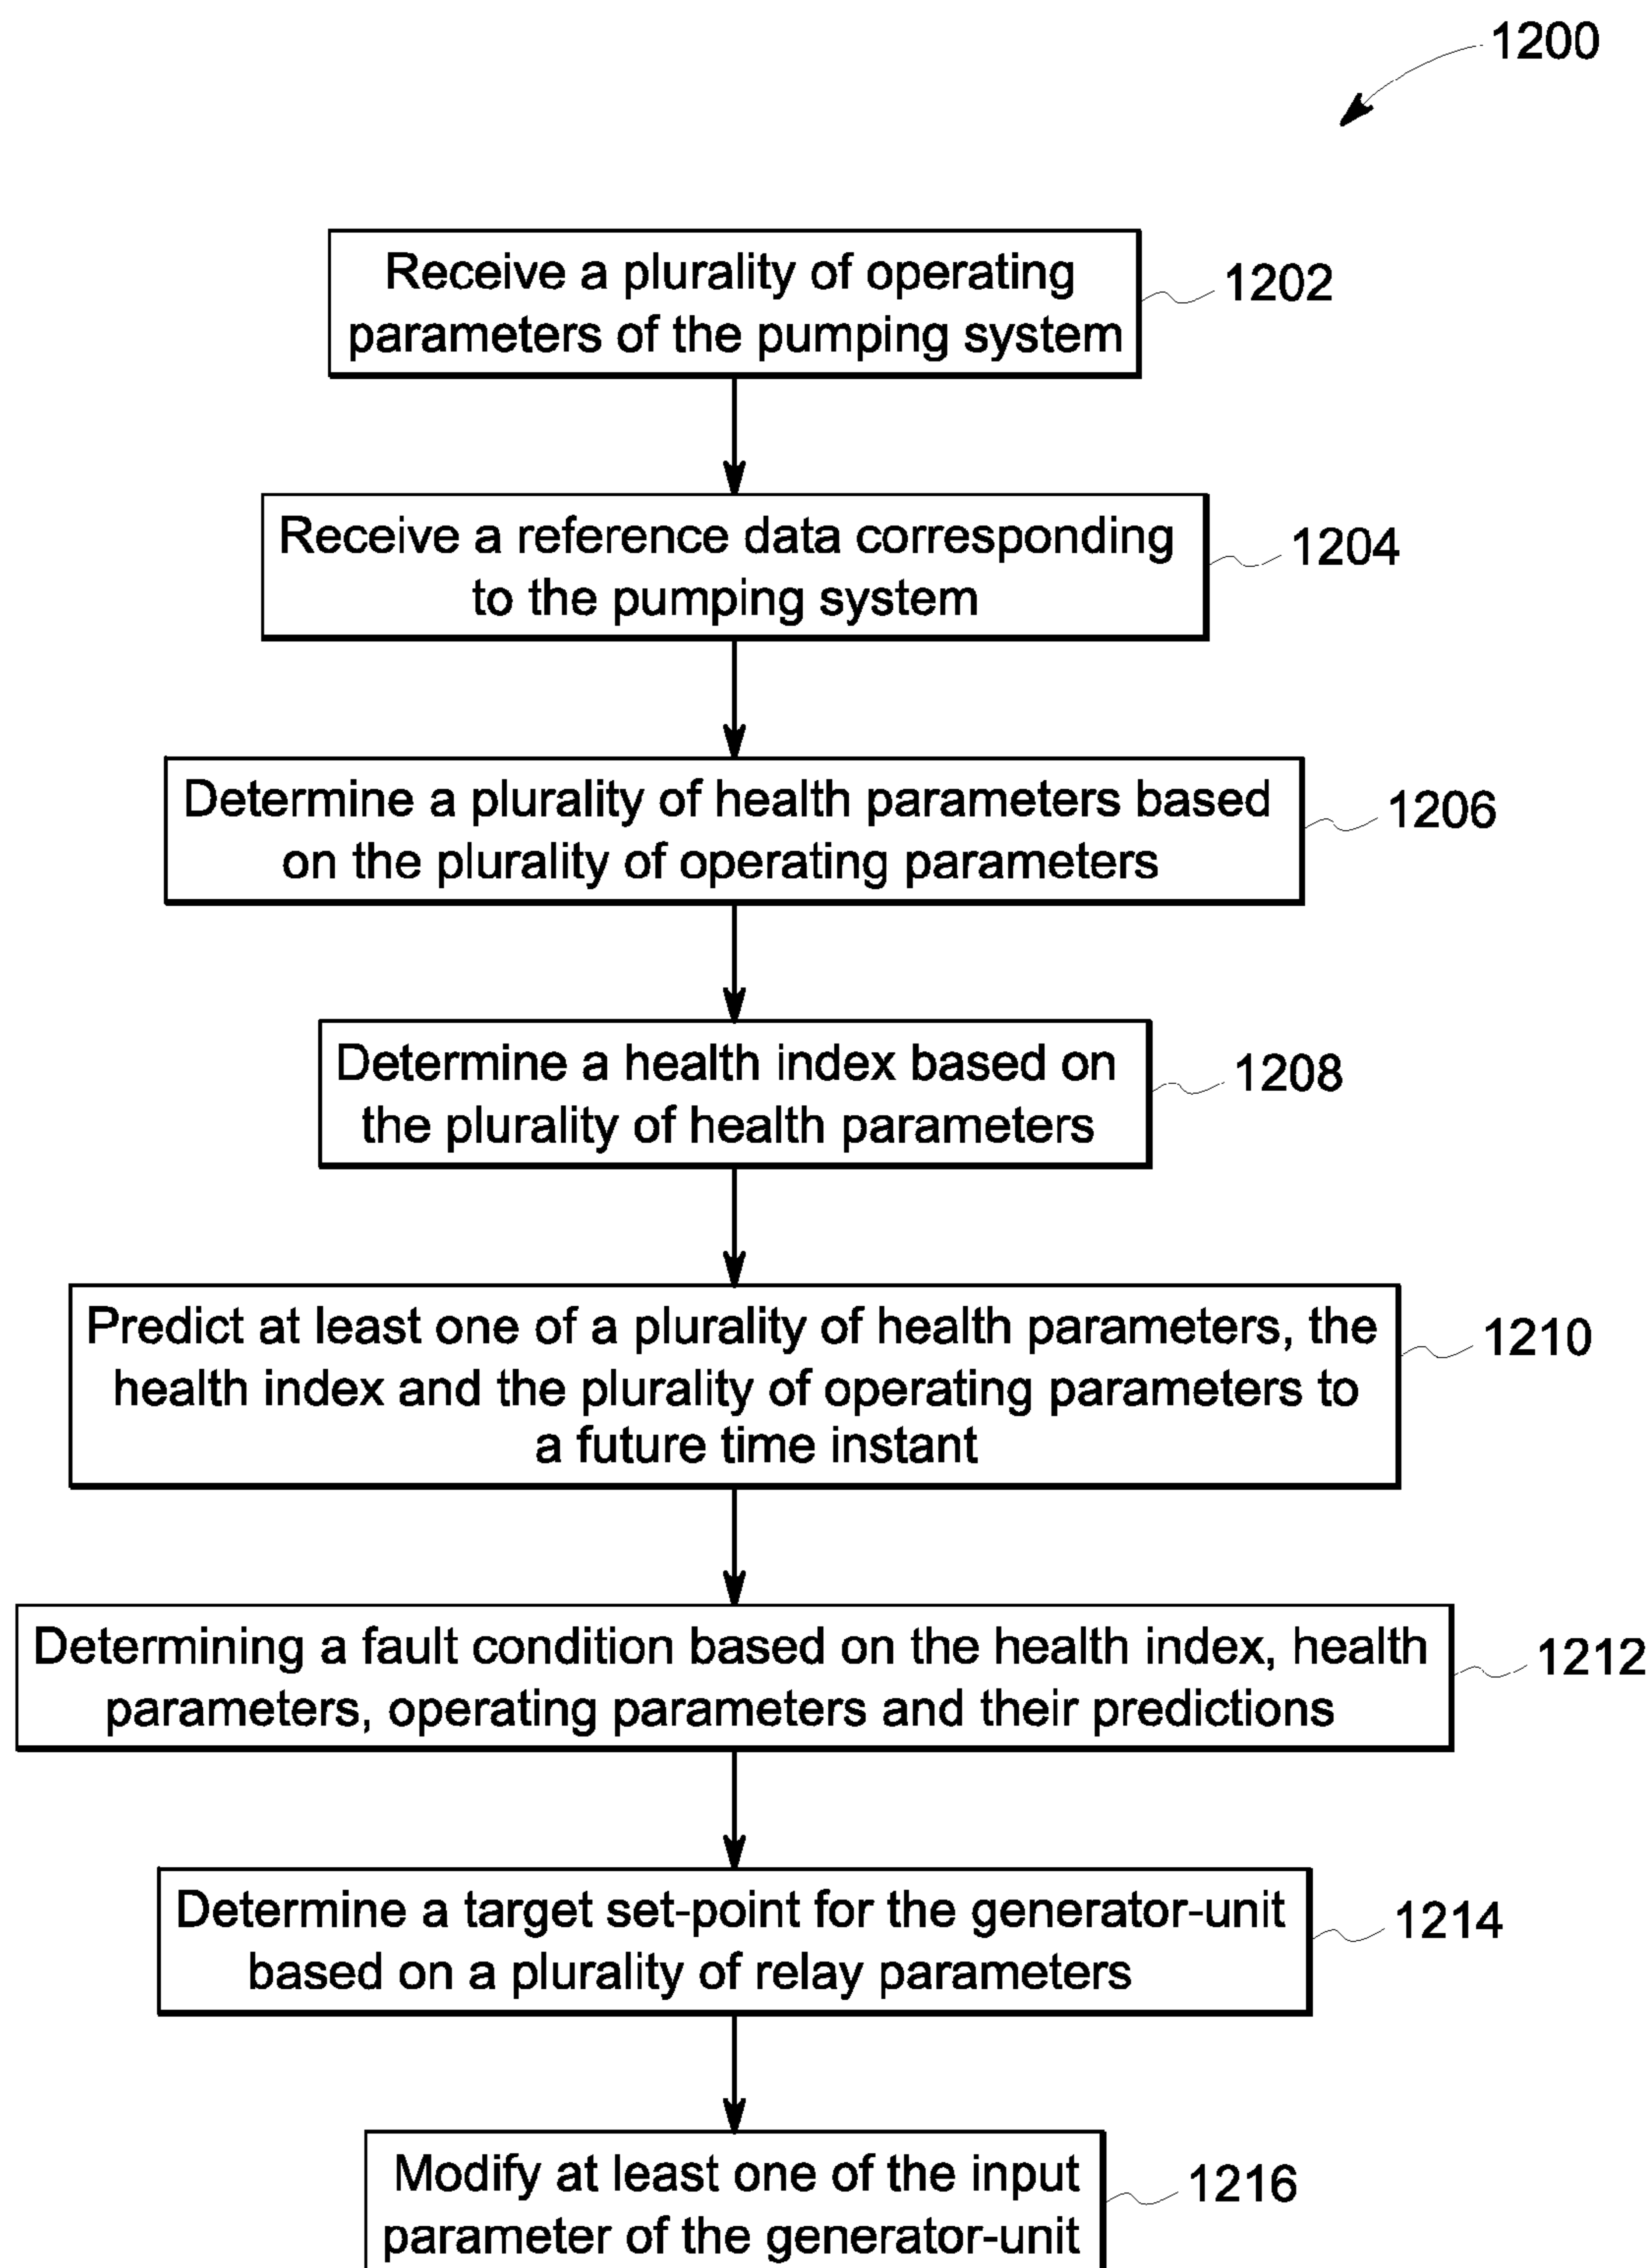 1200
Receive a plurality of operating
parameters of the pumping system
1202
Receive a reference data corresponding
to the pumping system
1204
Determine a plurality of health parameters based
on the plurality of operating parameters
1206
Determine a health index based on
the plurality of health parameters
1208
Predict at least one of a plurality of health parameters, the
health index and the plurality of operating parameters to
a future time instant
1210
Determining a fault condition based on the health index, health
parameters, operating parameters and their predictions
1212
Determine a target set-point for the generator-unit
based on a plurality of relay parameters
1214
Modify at least one of the input
parameter of the generator-unit
1216